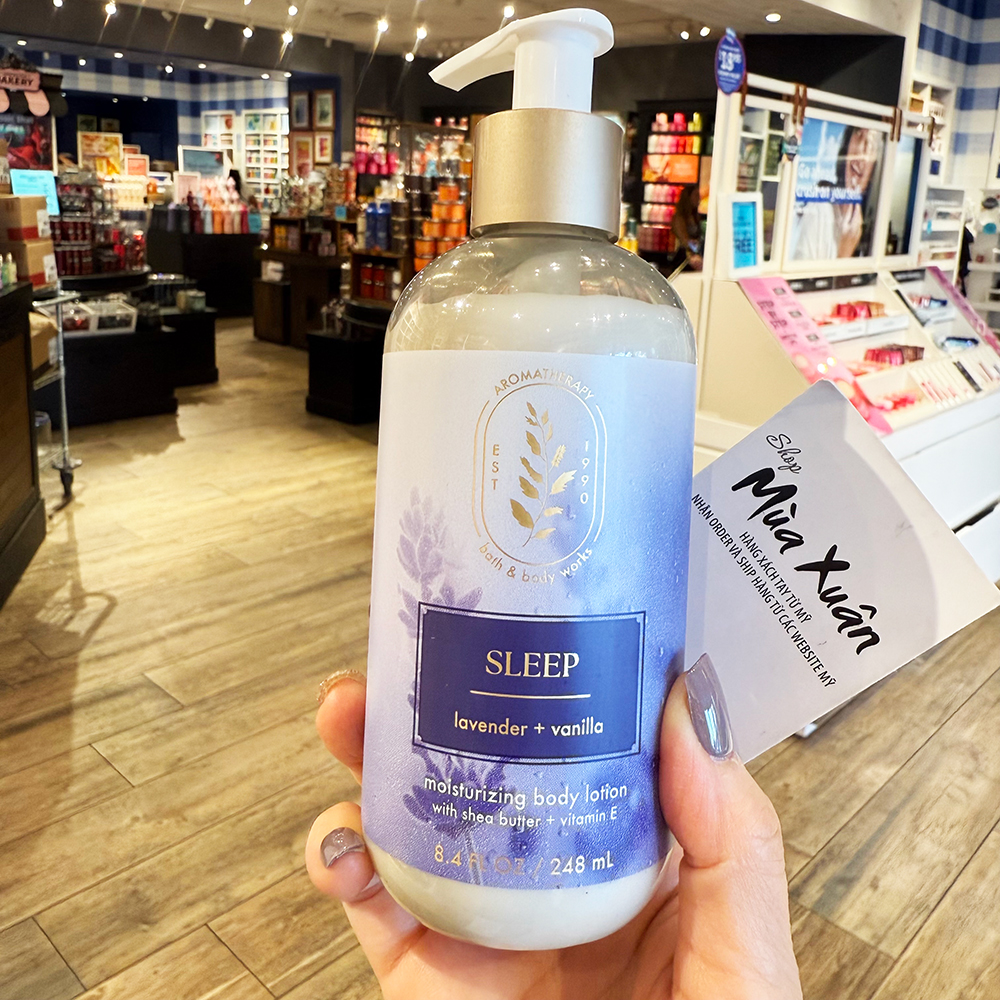 AROMATHERAPY
EST 1990
bath & body works
SLEEP
lavender + vanilla
moisturizing body lotion
with shea butter + vitamin E
8.4 FL OZ / 248 mL
Shop
Mùa Xuân
HÀNG XÁCH TAY TỪ MỸ
NHẬN ORDER VÀ SHIP HÀNG TỪ CÁC WEBSITE MỸ
BAKERY